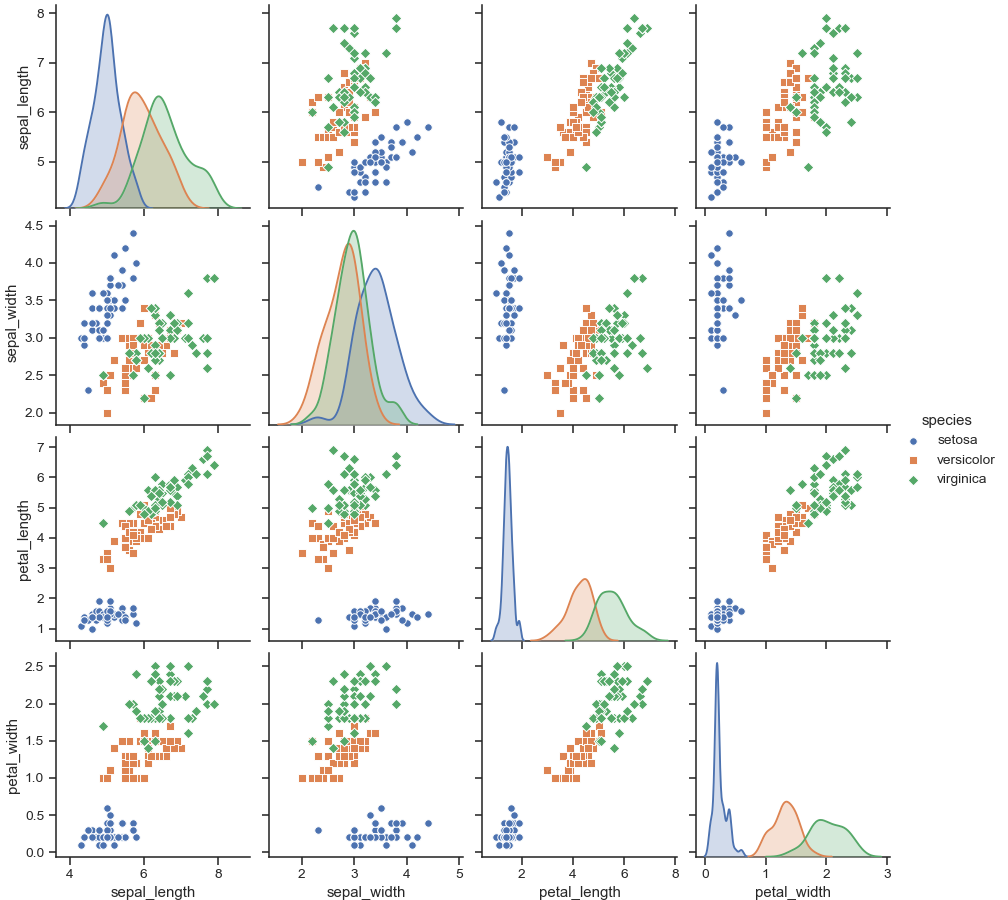 8
7
6
5
sepal_length
4.5
4.0
3.5
3.0
2.5
2.0
sepal_width
7
6
5
4
3
2
1
petal_length
2.5
2.0
1.5
1.0
0.5
0.0
petal_width
4 6 8
sepal_length
2 3 4 5
sepal_width
2 4 6 8
petal_length
0 1 2 3
petal_width
species
setosa
versicolor
virginica